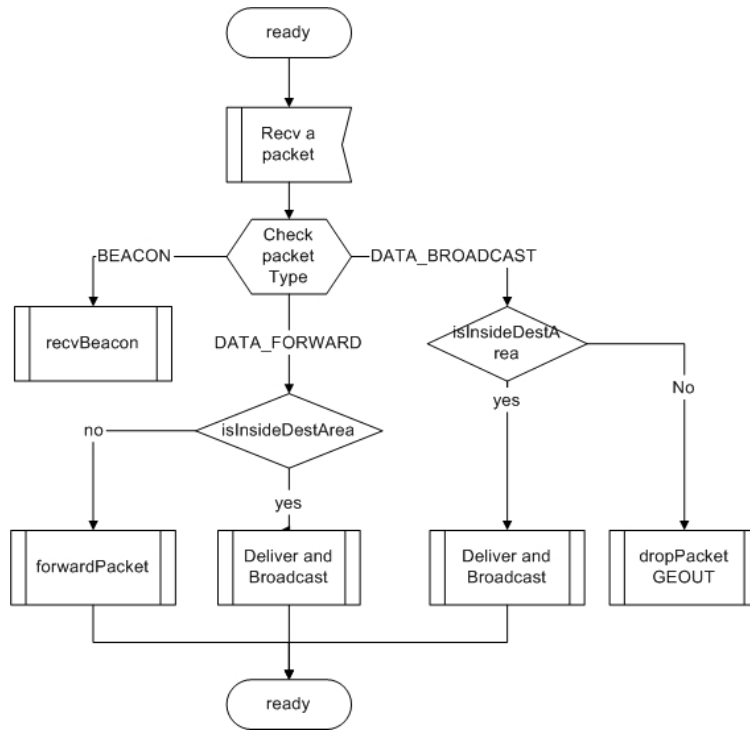 ready
Recv a
packet
Check
packet
Type
BEACON
DATA_BROADCAST
recvBeacon
DATA_FORWARD
isInsideDestA
rea
No
yes
no
isInsideDestArea
yes
forwardPacket
Deliver and
Broadcast
Deliver and
Broadcast
dropPacket
GEOUT
ready